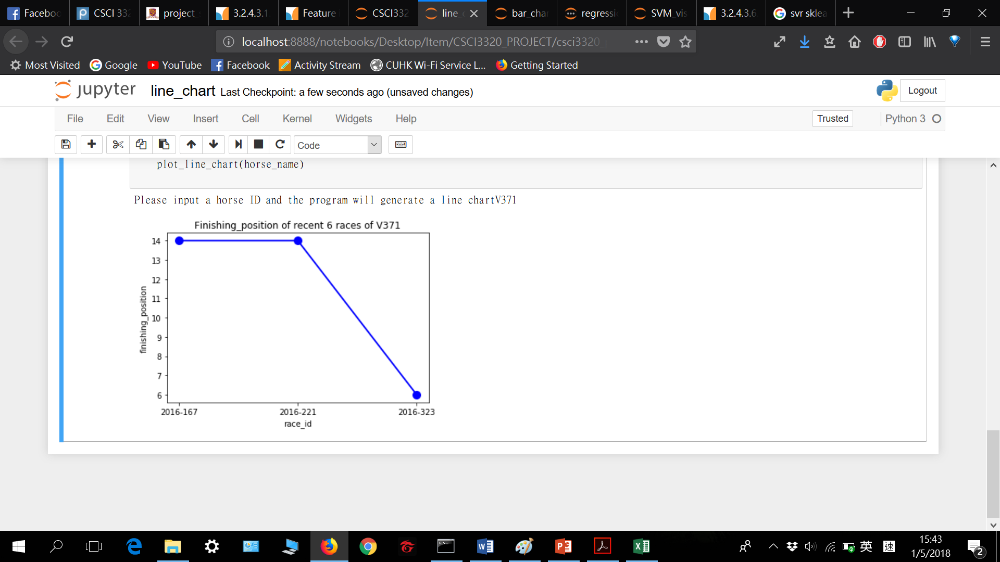 Facebo
CSCI 332
project_s
3.2.4.3.1.
Feature i
CSCI332
line_c
bar_char
regressi
SVM_vis
3.2.4.3.6
svr sklea
localhost:8888/notebooks/Desktop/Item/CSCI3320_PROJECT/csci3320_
Most Visited
Google
YouTube
Facebook
Activity Stream
CUHK Wi-Fi Service L...
Getting Started
jupyter
line_chart Last Checkpoint: a few seconds ago (unsaved changes)
Logout
File Edit View Insert Cell Kernel Widgets Help
Trusted
Python 3
Code
plot_line_chart(horse_name)
Please input a horse ID and the program will generate a line chartV371
Finishing_position of recent 6 races of V371
14
13
12
11
10
9
8
7
6
finishing_position
2016-167 2016-221 2016-323
race_id
英
速
15:43
1/5/2018
2